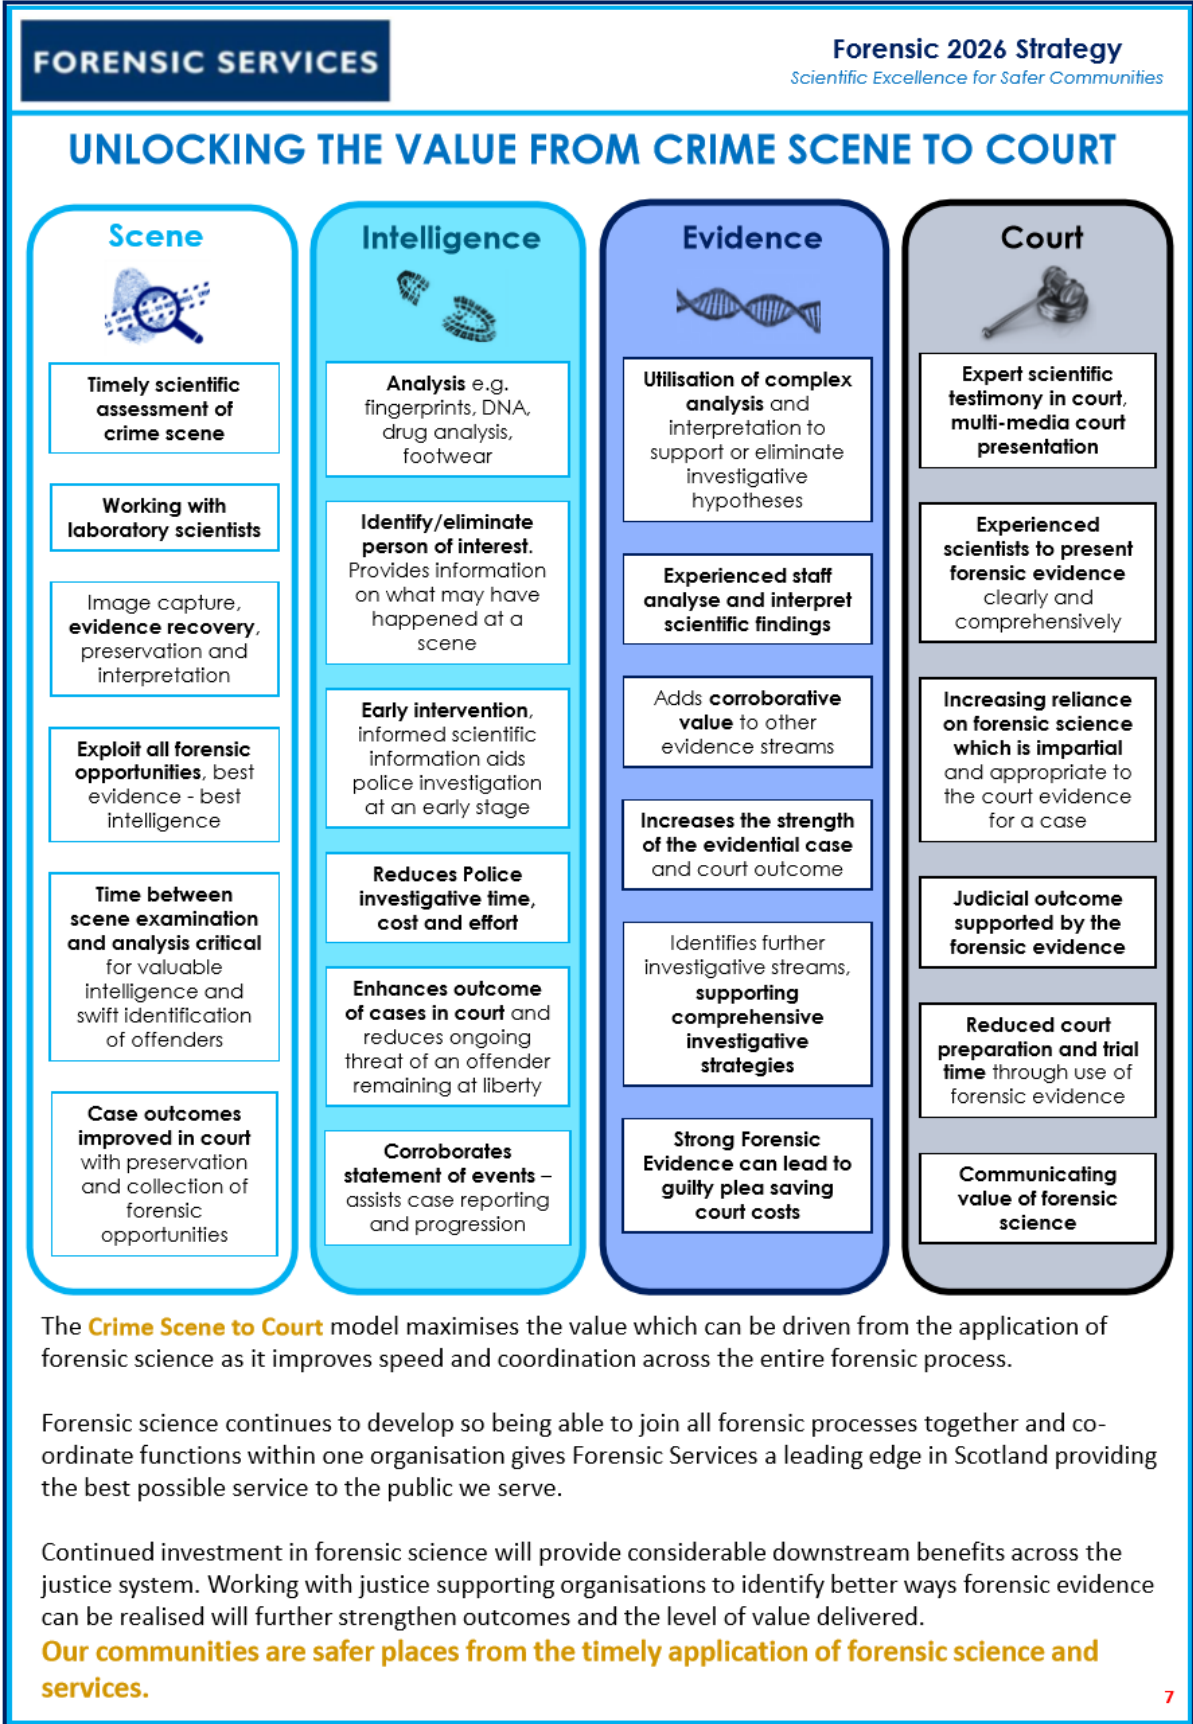 FORENSIC SERVICES
Forensic 2026 Strategy
Scientific Excellence for Safer Communities
UNLOCKING THE VALUE FROM CRIME SCENE TO COURT
Scene
Timely scientific
assessment of
crime scene
Working with
laboratory scientists
Image capture,
evidence recovery,
preservation and
interpretation
Exploit all forensic
opportunities, best
evidence - best
intelligence
Time between
scene examination
and analysis critical
for valuable
intelligence and
swift identification
of offenders
Case outcomes
improved in court
with preservation
and collection of
forensic
opportunities
Intelligence
Analysis e.g.
fingerprints, DNA,
drug analysis,
footwear
Identify/eliminate
person of interest.
Provides information
on what may have
happened at a
scene
Early intervention,
informed scientific
information aids
police investigation
at an early stage
Reduces Police
investigative time,
cost and effort
Enhances outcome
of cases in court and
reduces ongoing
threat of an offender
remaining at liberty
Corroborates
statement of events –
assists case reporting
and progression
Evidence
Utilisation of complex
analysis and
interpretation to
support or eliminate
investigative
hypotheses
Experienced staff
analyse and interpret
scientific findings
Adds corroborative
value to other
evidence streams
Increases the strength
of the evidential case
and court outcome
Identifies further
investigative streams,
supporting
comprehensive
investigative
strategies
Strong Forensic
Evidence can lead to
guilty plea saving
court costs
Court
Expert scientific
testimony in court,
multi-media court
presentation
Experienced
scientists to present
forensic evidence
clearly and
comprehensively
Increasing reliance
on forensic science
which is impartial
and appropriate to
the court evidence
for a case
Judicial outcome
supported by the
forensic evidence
Reduced court
preparation and trial
time through use of
forensic evidence
Communicating
value of forensic
science
The Crime Scene to Court model maximises the value which can be driven from the application of
forensic science as it improves speed and coordination across the entire forensic process.
Forensic science continues to develop so being able to join all forensic processes together and co-
ordinate functions within one organisation gives Forensic Services a leading edge in Scotland providing
the best possible service to the public we serve.
Continued investment in forensic science will provide considerable downstream benefits across the
justice system. Working with justice supporting organisations to identify better ways forensic evidence
can be realised will further strengthen outcomes and the level of value delivered.
Our communities are safer places from the timely application of forensic science and
services.
7